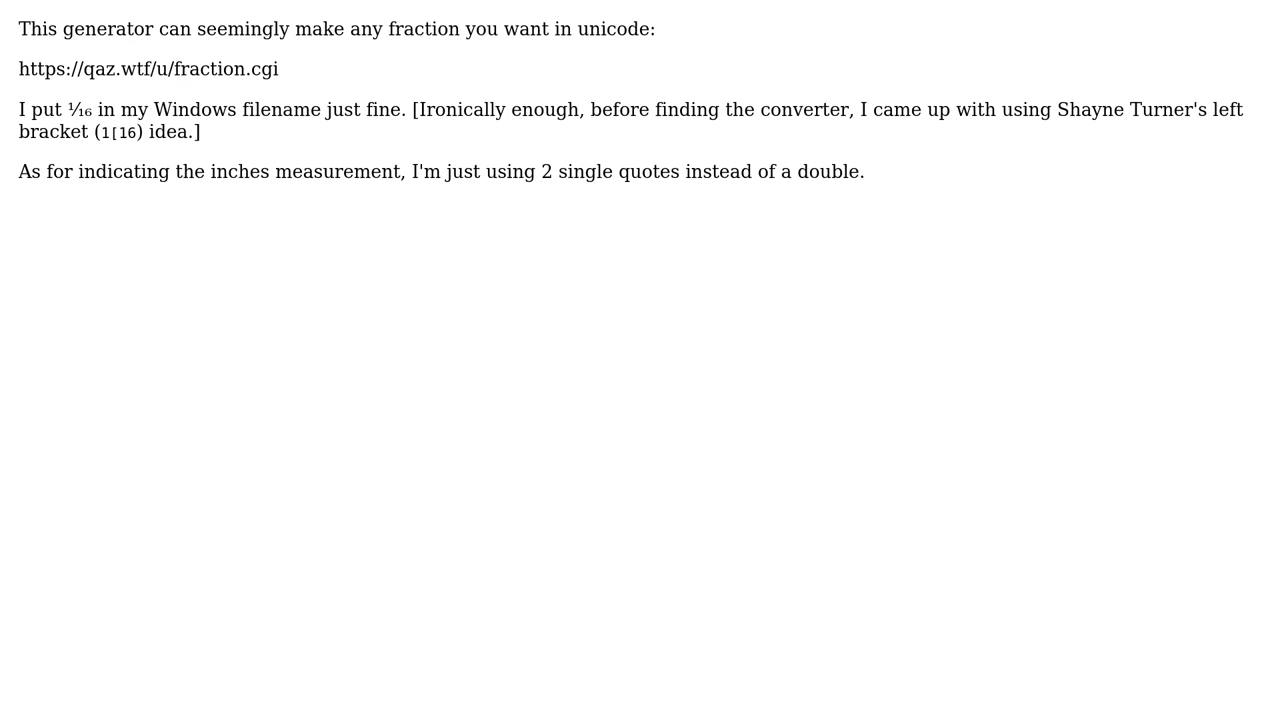 This generator can seemingly make any fraction you want in unicode:
https://qaz.wtf/u/fraction.cgi
I put ⅟₁₆ in my Windows filename just fine. [Ironically enough, before finding the converter, I came up with using Shayne Turner's left
bracket (1[16) idea.]
As for indicating the inches measurement, I'm just using 2 single quotes instead of a double.